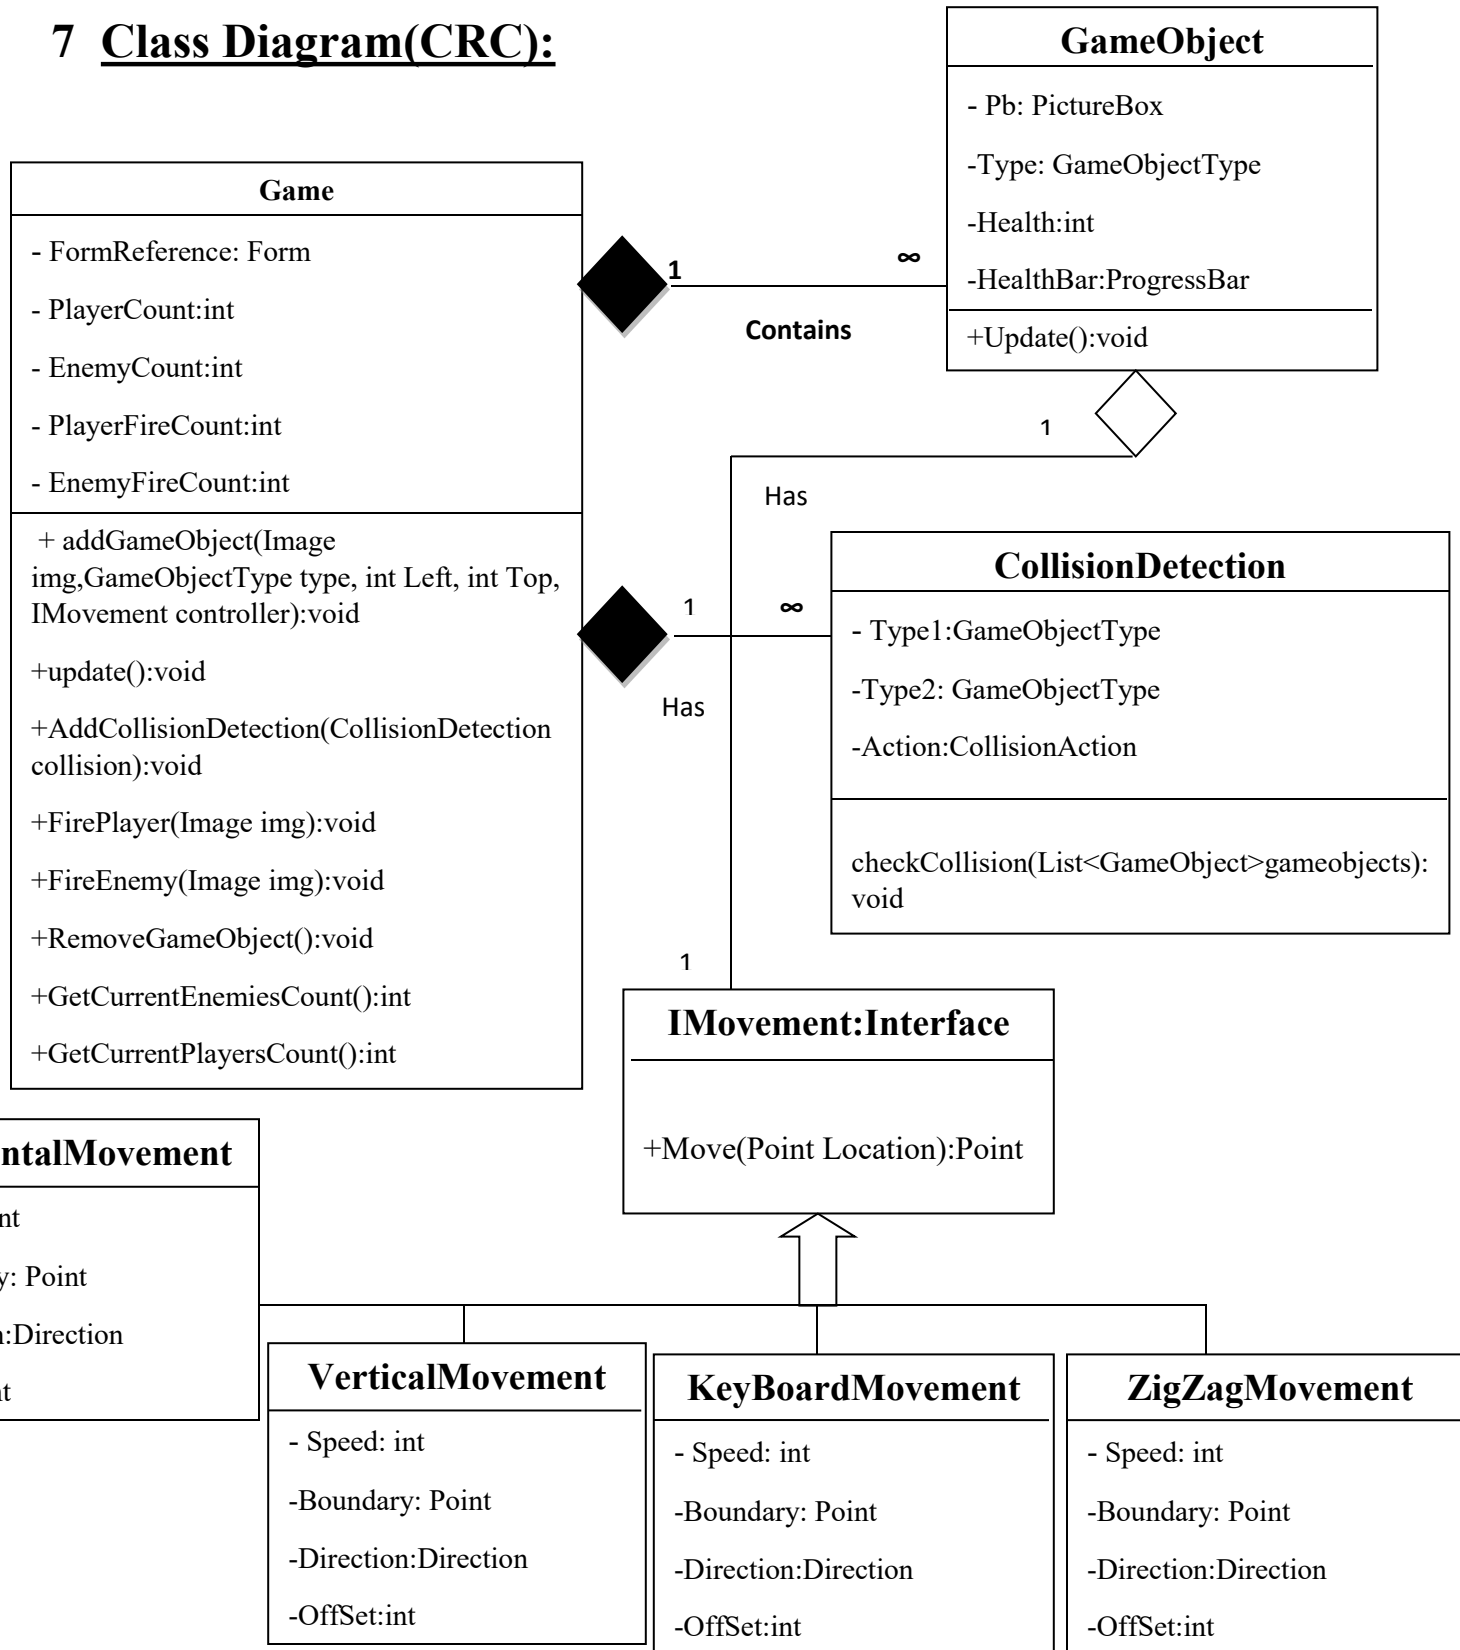 7 Class Diagram(CRC):
GameObject
- Pb: PictureBox
-Type: GameObjectType
-Health:int
-HealthBar:ProgressBar
+Update():void
Game
- FormReference: Form
- PlayerCount:int
- EnemyCount:int
- PlayerFireCount:int
- EnemyFireCount:int
+ addGameObject(Image
img,GameObjectType type, int Left, int Top,
IMovement controller):void
+update():void
+AddCollisionDetection(CollisionDetection
collision):void
+FirePlayer(Image img):void
+FireEnemy(Image img):void
+RemoveGameObject():void
+GetCurrentEnemiesCount():int
+GetCurrentPlayersCount():int
1
∞
Contains
1
Has
1
∞
Has
CollisionDetection
- Type1:GameObjectType
-Type2: GameObjectType
-Action:CollisionAction
checkCollision(List<GameObject>gameobjects):
void
1
IMovement:Interface
+Move(Point Location):Point
ntalMovement
nt
y: Point
n:Direction
nt
VerticalMovement
- Speed: int
-Boundary: Point
-Direction:Direction
-OffSet:int
KeyBoardMovement
- Speed: int
-Boundary: Point
-Direction:Direction
-OffSet:int
ZigZagMovement
- Speed: int
-Boundary: Point
-Direction:Direction
-OffSet:int